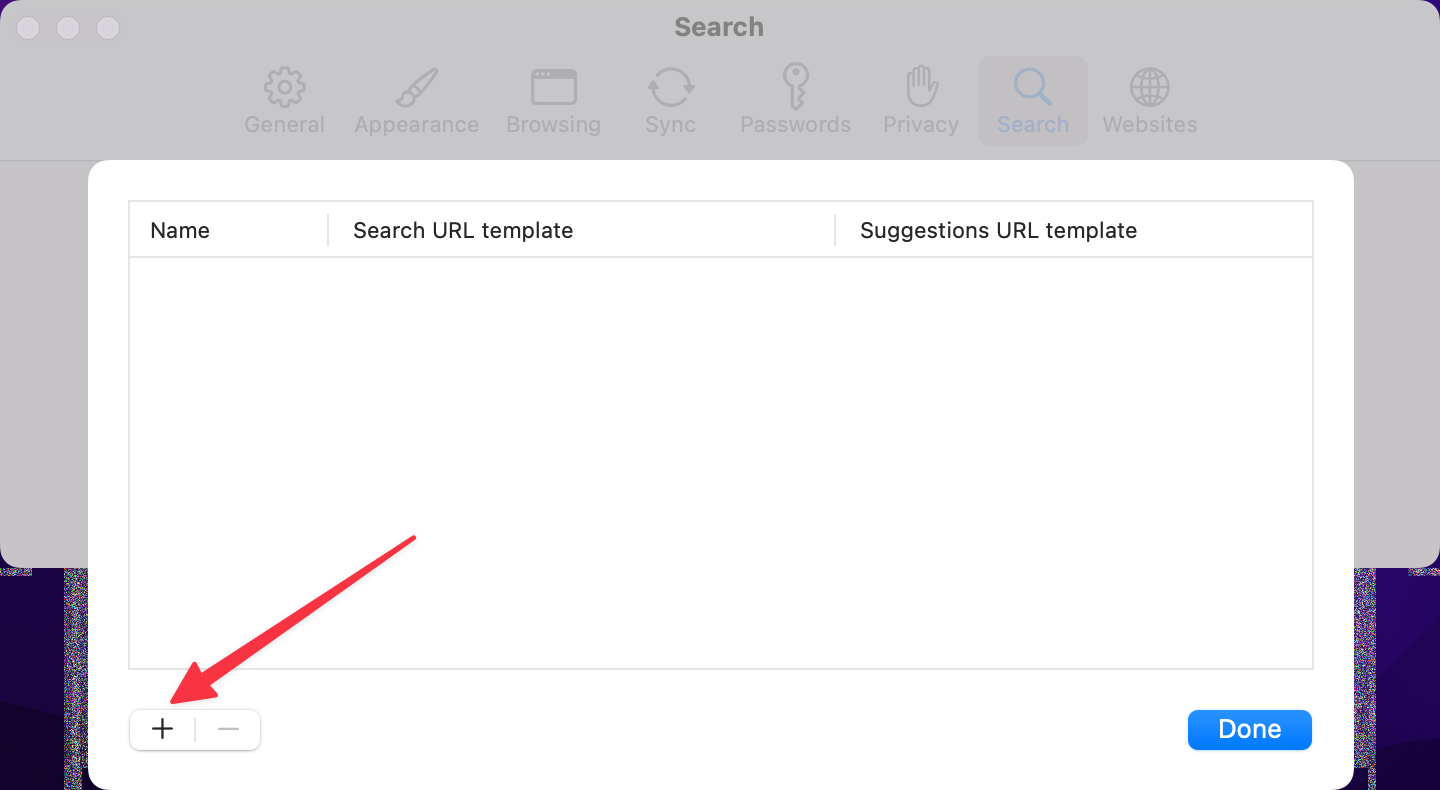 Search
General Appearance Browsing Sync Passwords Privacy Search Websites
Name Search URL template Suggestions URL template
Done